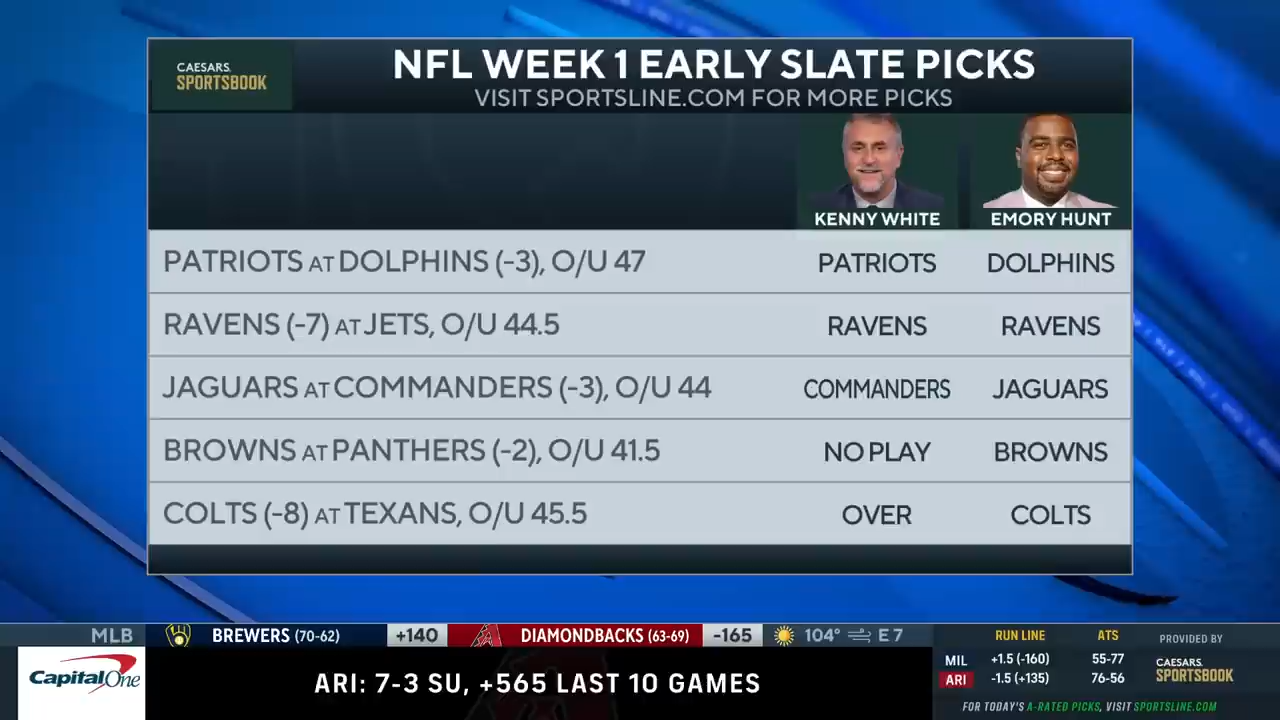 CAESARS
SPORTSBOOK
NFL WEEK 1 EARLY SLATE PICKS
VISIT SPORTSLINE.COM FOR MORE PICKS
KENNY WHITE
EMORY HUNT
PATRIOTS AT DOLPHINS (-3), O/U 47 PATRIOTS DOLPHINS
RAVENS (-7) AT JETS, O/U 44.5 RAVENS RAVENS
JAGUARS AT COMMANDERS (-3), O/U 44 COMMANDERS JAGUARS
BROWNS AT PANTHERS (-2), O/U 41.5 NO PLAY BROWNS
COLTS (-8) AT TEXANS, O/U 45.5 OVER COLTS
MLB BREWERS (70-62) +140 DIAMONDBACKS (63-69) -165 104° E 7
Capital One
ARI: 7-3 SU, +565 LAST 10 GAMES
RUN LINE ATS
MIL +1.5 (-160) 55-77
ARI -1.5 (+135) 76-56
PROVIDED BY
CAESARS
SPORTSBOOK
FOR TODAY'S A-RATED PICKS, VISIT SPORTSLINE.COM